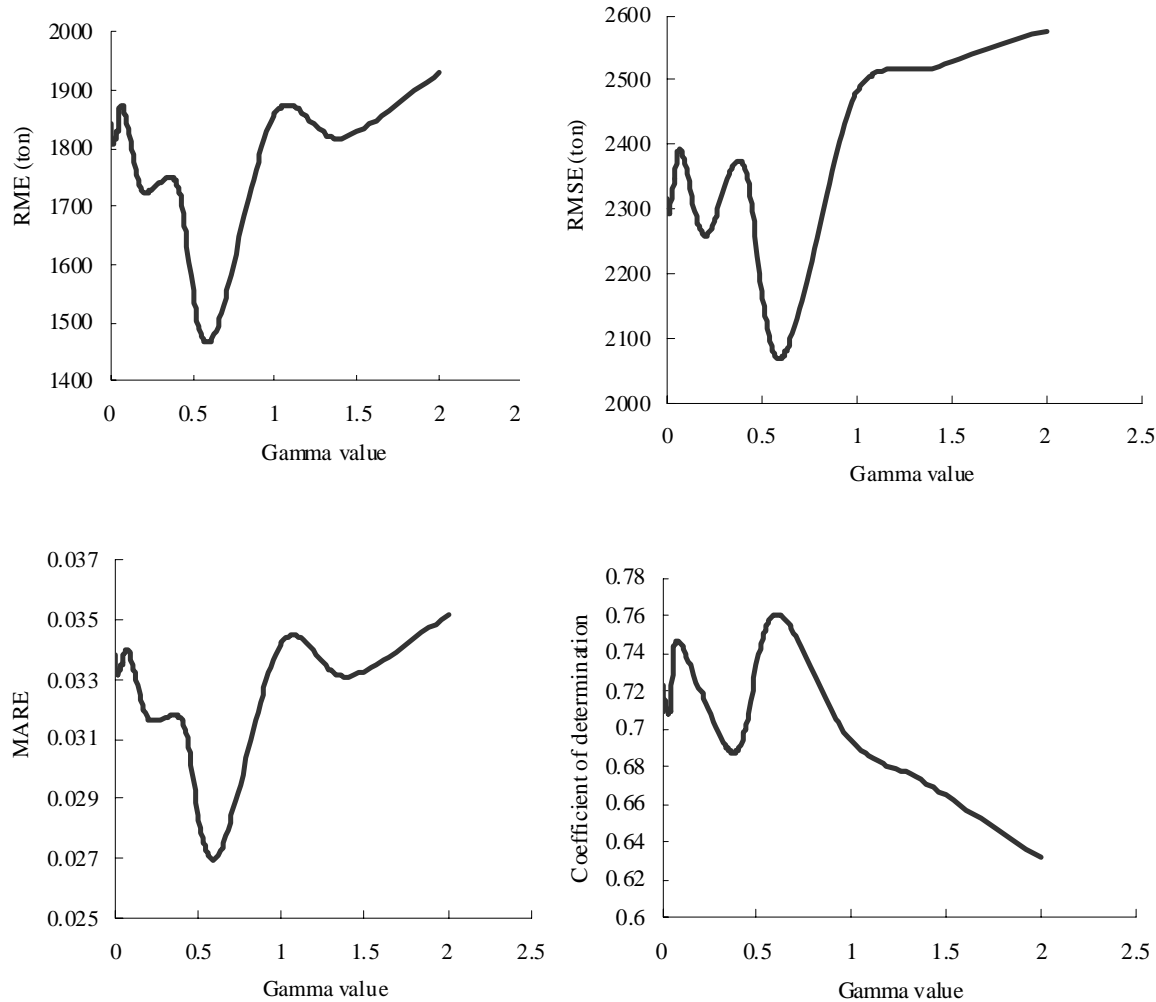 2000
1900
1800
1700
1600
1500
1400
RME (ton)
0 0.5 1 1.5 2 2
Gamma value
2600
2500
2400
2300
2200
2100
2000
RMSE (ton)
0 0.5 1 1.5 2 2.5
Gamma value
0.037
0.035
0.033
0.031
0.029
0.027
0.025
MARE
0 0.5 1 1.5 2 2.5
Gamma value
0.78
0.76
0.74
0.72
0.7
0.68
0.66
0.64
0.62
0.6
Coefficient of determination
0 0.5 1 1.5 2 2.5
Gamma value